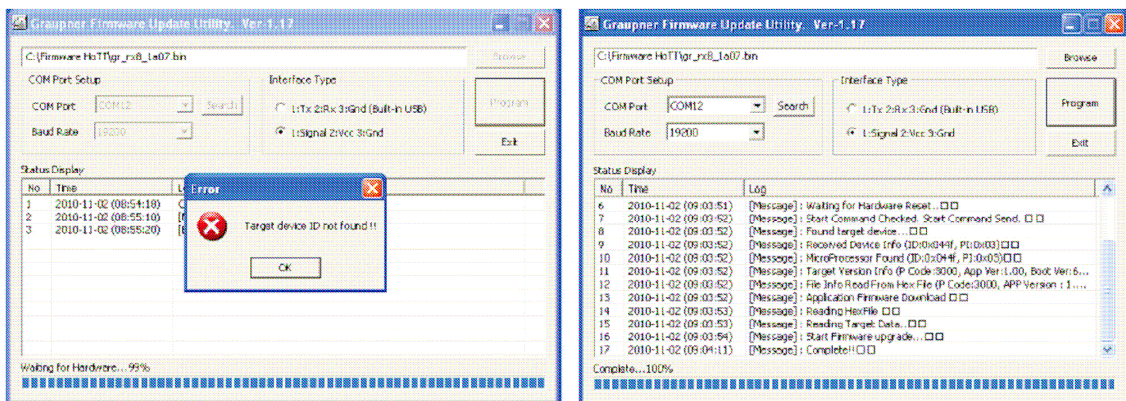 Graupner Firmware Update Utility Ver-1.17
C:\Firmware HoTT\gr_rx8_1a07.bin
Browse
COM Port Setup
Interface Type
COM Port
COM12
Search
1:Tx 2:Rx 3:Gnd (Built-in USB)
Program
Baud Rate
19200
1:Signal 2:Vcc 3:Gnd
Exit
Status Display
No Time
1 2010-11-02 (08:54:18)
2 2010-11-02 (08:55:10)
3 2010-11-02 (08:55:20)
Error
Target device ID not found !!
OK
Waiting for Hardware...99%
Graupner Firmware Update Utility Ver-1.17
C:\Firmware HoTT\gr_rx8_1a07.bin
Browse
COM Port Setup
Interface Type
COM Port
COM12
Search
1:Tx 2:Rx 3:Gnd (Built-in USB)
Program
Baud Rate
19200
1:Signal 2:Vcc 3:Gnd
Exit
Status Display
No Time Log
6 2010-11-02 (09:03:51) [Message] : Waiting for Hardware Reset...
7 2010-11-02 (09:03:52) [Message] : Start Command Checked. Start Command Send.
8 2010-11-02 (09:03:52) [Message] : Found target device...
9 2010-11-02 (09:03:52) [Message] : Received Device Info (ID:0x044f, P1:0x03)
10 2010-11-02 (09:03:52) [Message] : MicroProcessor Found (ID:0x044f, P1:0x03)
11 2010-11-02 (09:03:52) [Message] : Target Version Info (P Code:3000, App Ver:1.00, Boot Ver:6...
12 2010-11-02 (09:03:52) [Message] : File Info Read From Hex File (P Code:3000, APP Version : 1....
13 2010-11-02 (09:03:52) [Message] : Application Firmware Download
14 2010-11-02 (09:03:53) [Message] : Reading HexFile
15 2010-11-02 (09:03:53) [Message] : Reading Target Data...
16 2010-11-02 (09:03:54) [Message] : Start Firmware upgrade...
17 2010-11-02 (09:04:11) [Message] : Complete!!
Complete...100%